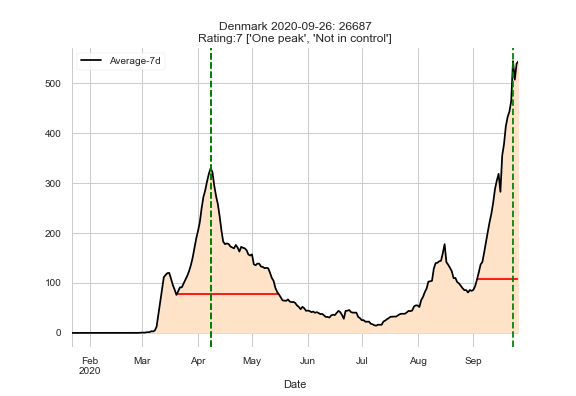 Denmark 2020-09-26: 26687
Rating:7 ['One peak', 'Not in control']
Average-7d
500
400
300
200
100
0
Feb Mar Apr May Jun Jul Aug Sep
2020
Date